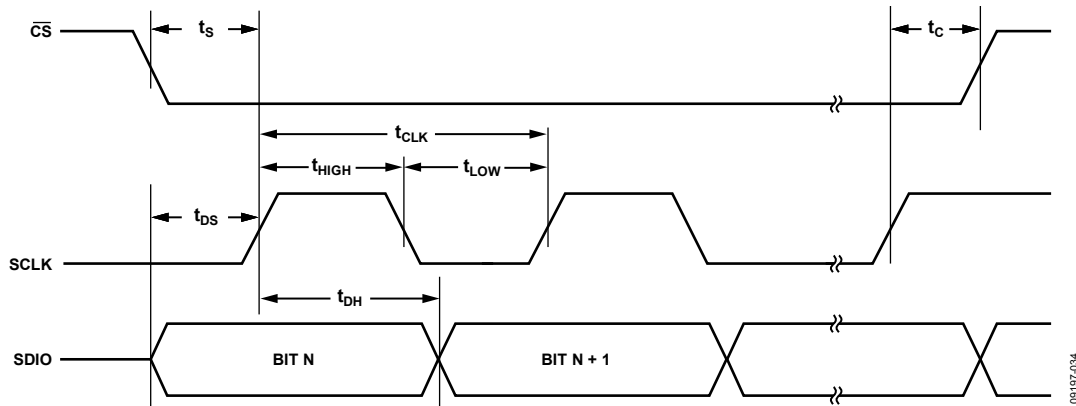 CS
tS
tC
tCLK
tHIGH
tLOW
tDS
SCLK
tDH
SDIO
BIT N
BIT N + 1
09197-034